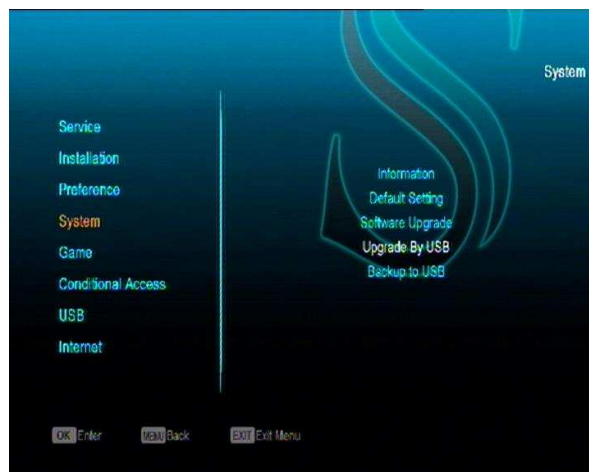 System
Service
Installation
Preference
System
Game
Conditional Access
USB
Internet
Information
Default Setting
Software Upgrade
Upgrade By USB
Backup to USB
OK Enter MENU Back EXIT Exit Menu